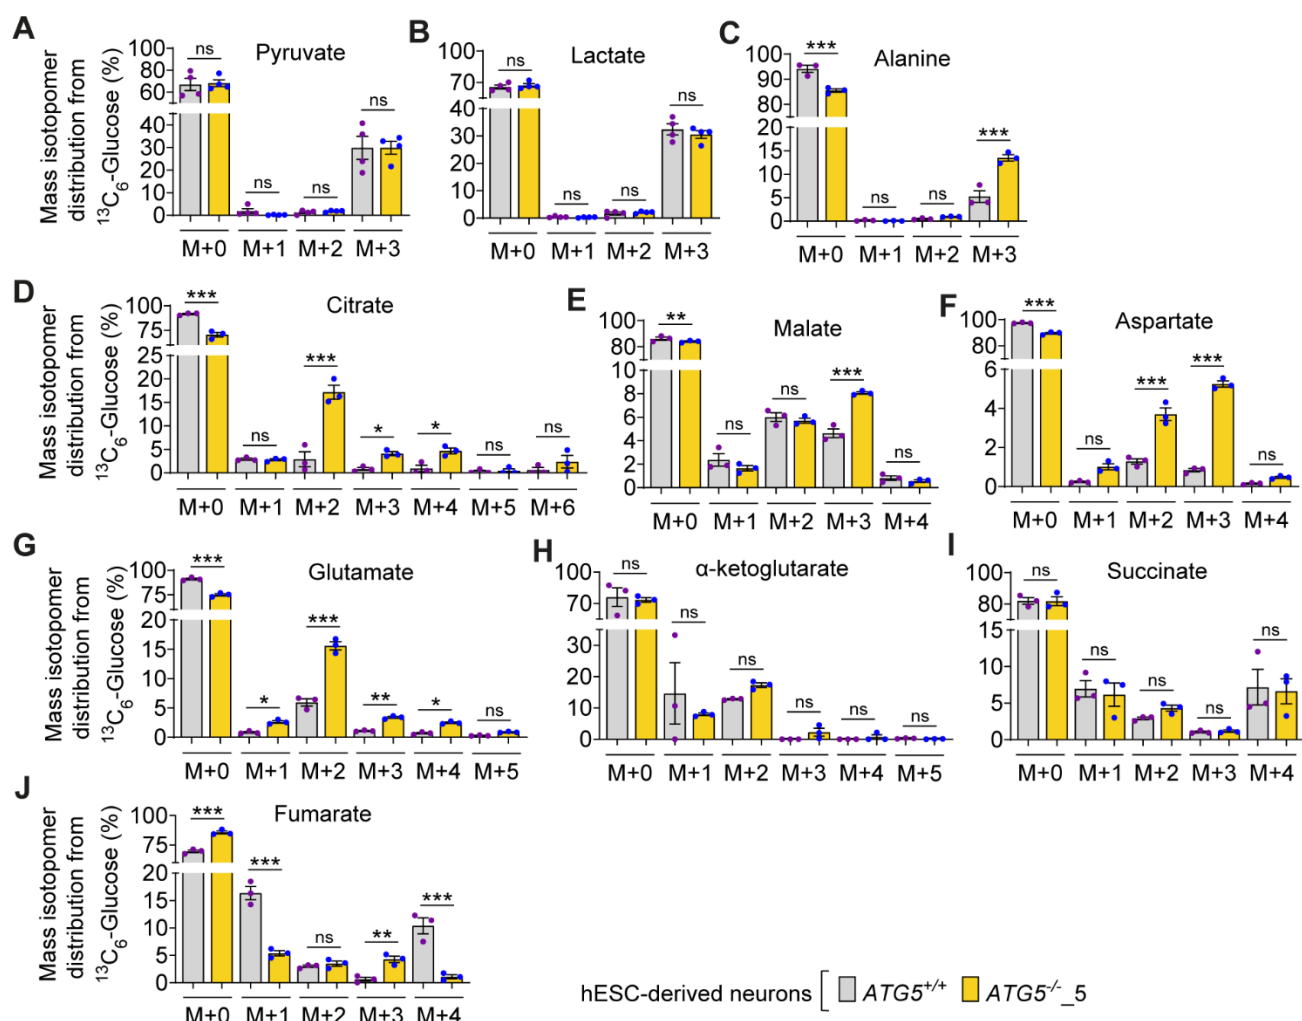 A
Mass isotopomer
distribution from
13C6-Glucose (%)
Pyruvate
100
80
60
40
30
20
10
0
ns
ns
ns
ns
M+0 M+1 M+2 M+3
B
Lactate
100
70
40
30
20
10
0
ns
ns
ns
ns
M+0 M+1 M+2 M+3
C
Alanine
100
90
80
20
15
10
5
0
***
ns
ns
***
M+0 M+1 M+2 M+3
D
Mass isotopomer
distribution from
13C6-Glucose (%)
Citrate
100
75
25
20
15
10
5
0
***
ns
***
*
*
ns
ns
M+0 M+1 M+2 M+3 M+4 M+5 M+6
E
Malate
100
80
10
8
6
4
2
0
**
ns
ns
***
ns
M+0 M+1 M+2 M+3 M+4
F
Aspartate
100
80
6
4
2
0
***
ns
***
***
ns
M+0 M+1 M+2 M+3 M+4
G
Mass isotopomer
distribution from
13C6-Glucose (%)
Glutamate
100
75
20
15
10
5
0
***
*
***
**
*
ns
M+0 M+1 M+2 M+3 M+4 M+5
H
α-ketoglutarate
100
70
30
20
10
0
ns
ns
ns
ns
ns
ns
M+0 M+1 M+2 M+3 M+4 M+5
I
Succinate
100
80
15
10
5
0
ns
ns
ns
ns
ns
M+0 M+1 M+2 M+3 M+4
J
Mass isotopomer
distribution from
13C6-Glucose (%)
Fumarate
100
75
20
15
10
5
0
***
***
ns
**
***
M+0 M+1 M+2 M+3 M+4
hESC-derived neurons [ ATG5+/+ ATG5-/-_5